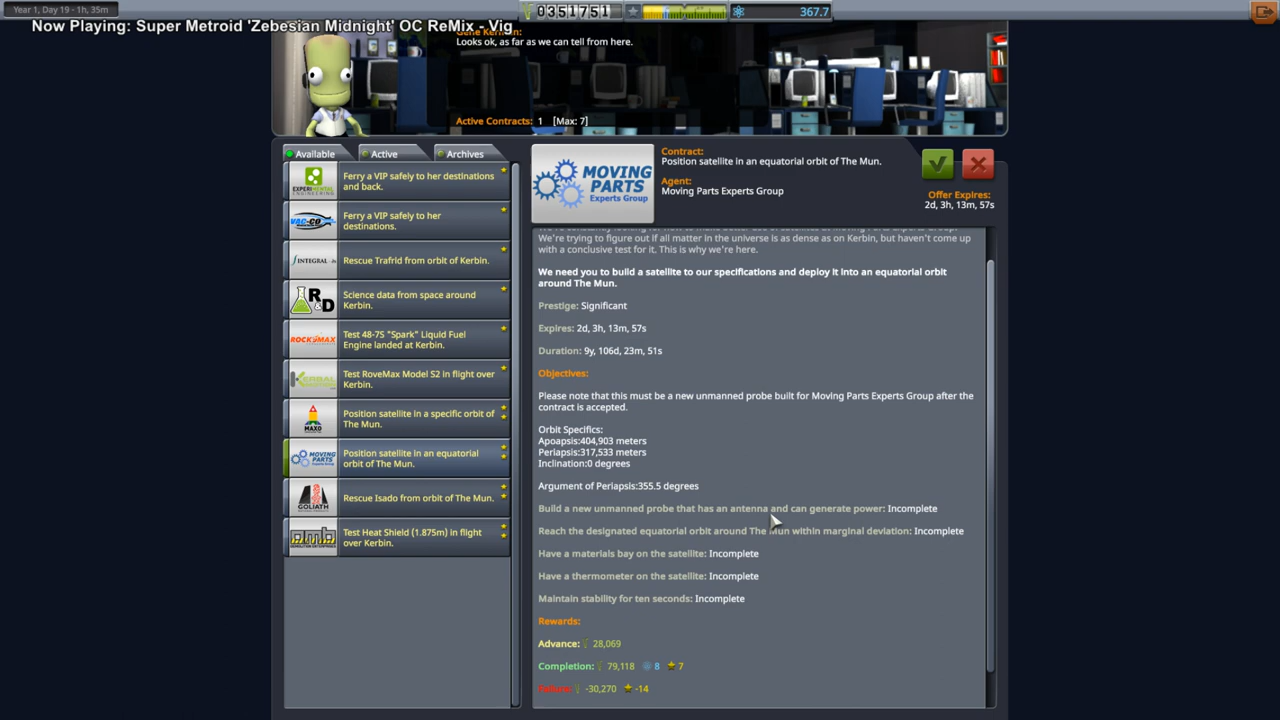 Year 1, Day 19 - 1h, 35m
0351751
367.7
Now Playing: Super Metroid 'Zebesian Midnight' OC ReMix - Vig
Gene Kerman:
Looks ok, as far as we can tell from here.
Active Contracts: 1 [Max: 7]
Available
Active
Archives
EXPERIMENTAL
ENGINEERING
Ferry a VIP safely to her destinations
and back.
VAC-CO
Ferry a VIP safely to her
destinations.
INTEGRAL
Rescue Trafrid from orbit of Kerbin.
R&D
Science data from space around
Kerbin.
ROCKOMAX
Test 48-7S "Spark" Liquid Fuel
Engine landed at Kerbin.
KERBAL
Test RoveMax Model S2 in flight over
Kerbin.
MAXO
Position satellite in a specific orbit of
The Mun.
MOVING
PARTS
Position satellite in an equatorial
orbit of The Mun.
GOLIATH
Rescue Isado from orbit of The Mun.
Test Heat Shield (1.875m) in flight
over Kerbin.
MOVING
PARTS
Experts Group
Contract:
Position satellite in an equatorial orbit of The Mun.
Agent:
Moving Parts Experts Group
Offer Expires:
2d, 3h, 13m, 57s
We're trying to figure out if all matter in the universe is as dense as on Kerbin, but haven't come up
with a conclusive test for it. This is why we're here.
We need you to build a satellite to our specifications and deploy it into an equatorial orbit
around The Mun.
Prestige: Significant
Expires: 2d, 3h, 13m, 57s
Duration: 9y, 106d, 23m, 51s
Objectives:
Please note that this must be a new unmanned probe built for Moving Parts Experts Group after the
contract is accepted.
Orbit Specifics:
Apoapsis:404,903 meters
Periapsis:317,533 meters
Inclination:0 degrees
Argument of Periapsis:355.5 degrees
Build a new unmanned probe that has an antenna and can generate power: Incomplete
Reach the designated equatorial orbit around The Mun within marginal deviation: Incomplete
Have a materials bay on the satellite: Incomplete
Have a thermometer on the satellite: Incomplete
Maintain stability for ten seconds: Incomplete
Rewards:
Advance: 28,069
Completion: 79,118 8 7
Failure: -30,270 -14